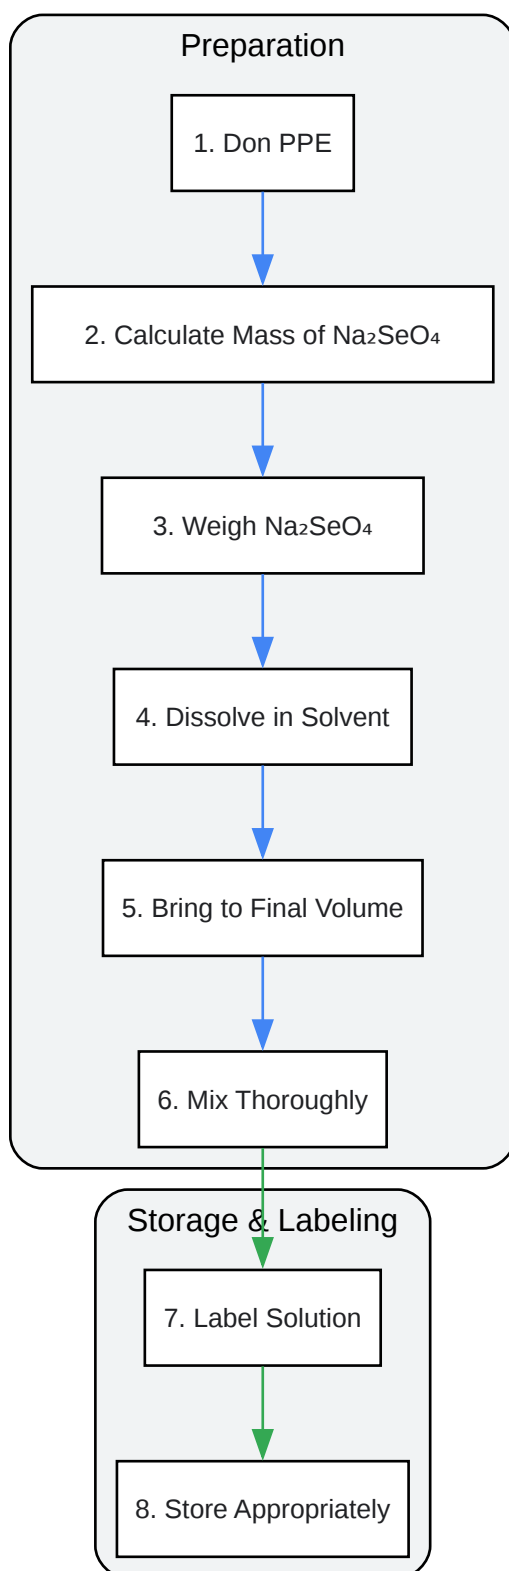 Preparation
1. Don PPE
2. Calculate Mass of Na₂SeO₄
3. Weigh Na₂SeO₄
4. Dissolve in Solvent
5. Bring to Final Volume
6. Mix Thoroughly
Storage & Labeling
7. Label Solution
8. Store Appropriately